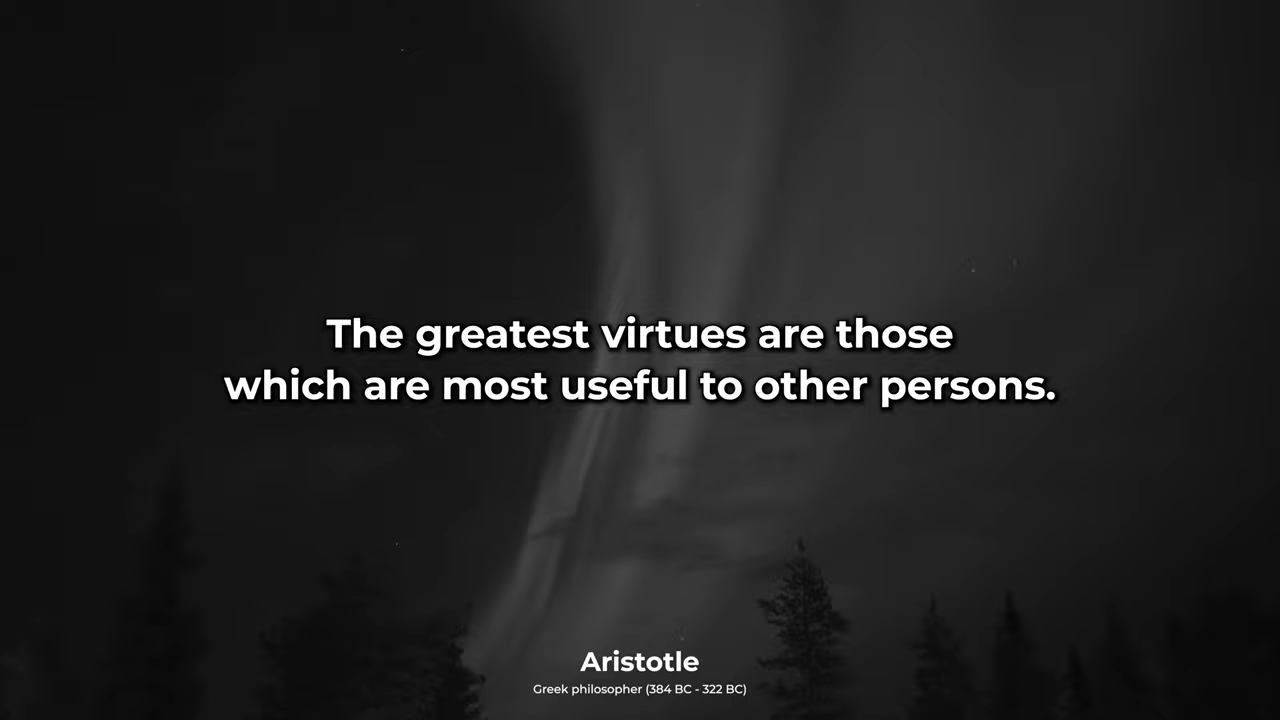 The greatest virtues are those
which are most useful to other persons.
Aristotle
Greek philosopher (384 BC - 322 BC)